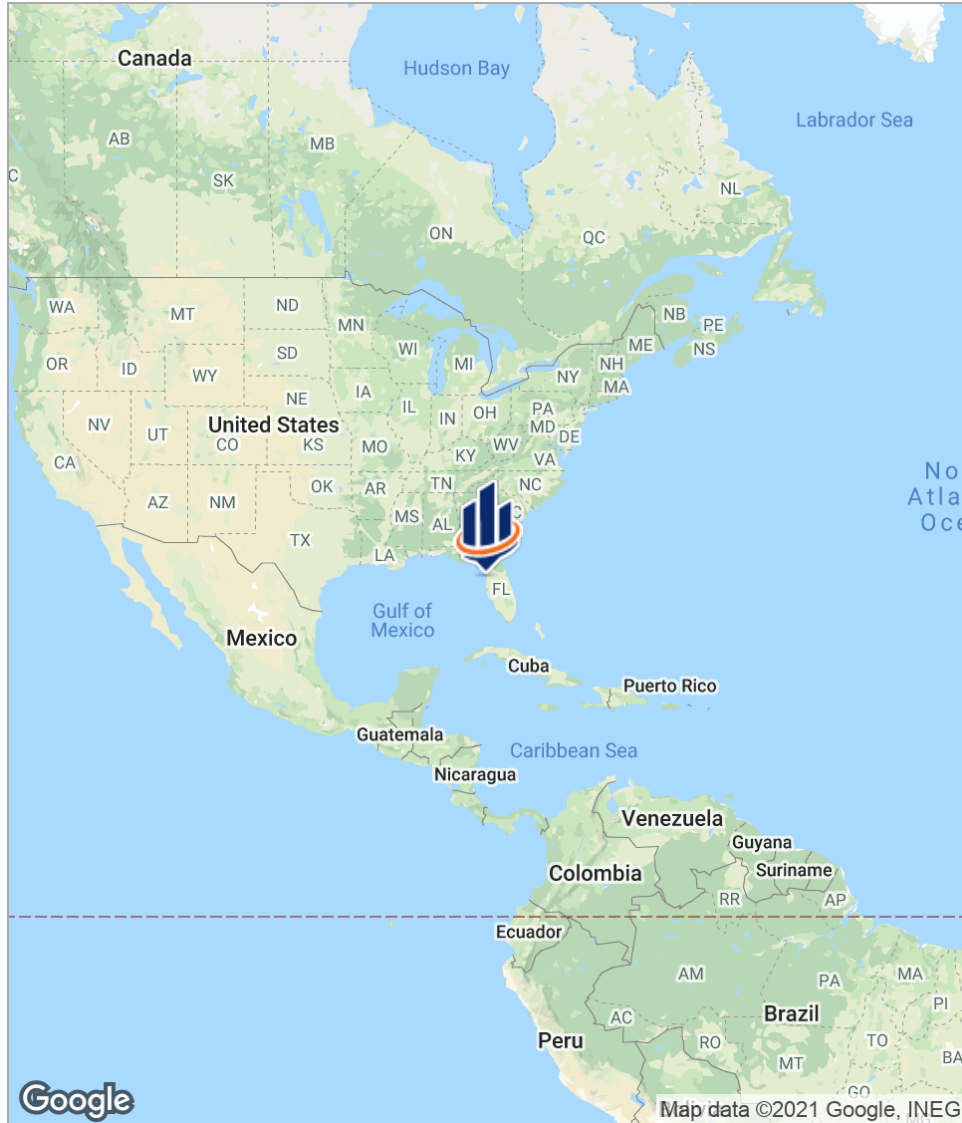 Canada
Hudson Bay
Labrador Sea
AB
MB
SK
NL
ON
QC
WA
MT
ND
MN
NB
PE
OR
ID
SD
WI
MI
ME
NS
WY
NH
NY
MA
NE
IA
IL
IN
OH
PA
MD
DE
NV
UT
United States
CO
KS
MO
KY
WV
VA
CA
AZ
NM
OK
AR
TN
NC
No
Atla
Oce
TX
MS
AL
C
LA
FL
Gulf of
Mexico
Mexico
Cuba
Puerto Rico
Guatemala
Caribbean Sea
Nicaragua
Venezuela
Guyana
Colombia
Suriname
RR
AP
Ecuador
AM
PA
MA
AC
Brazil
PI
Peru
RO
MT
TO
BA
GO
Google
Map data ©2021 Google, INEG